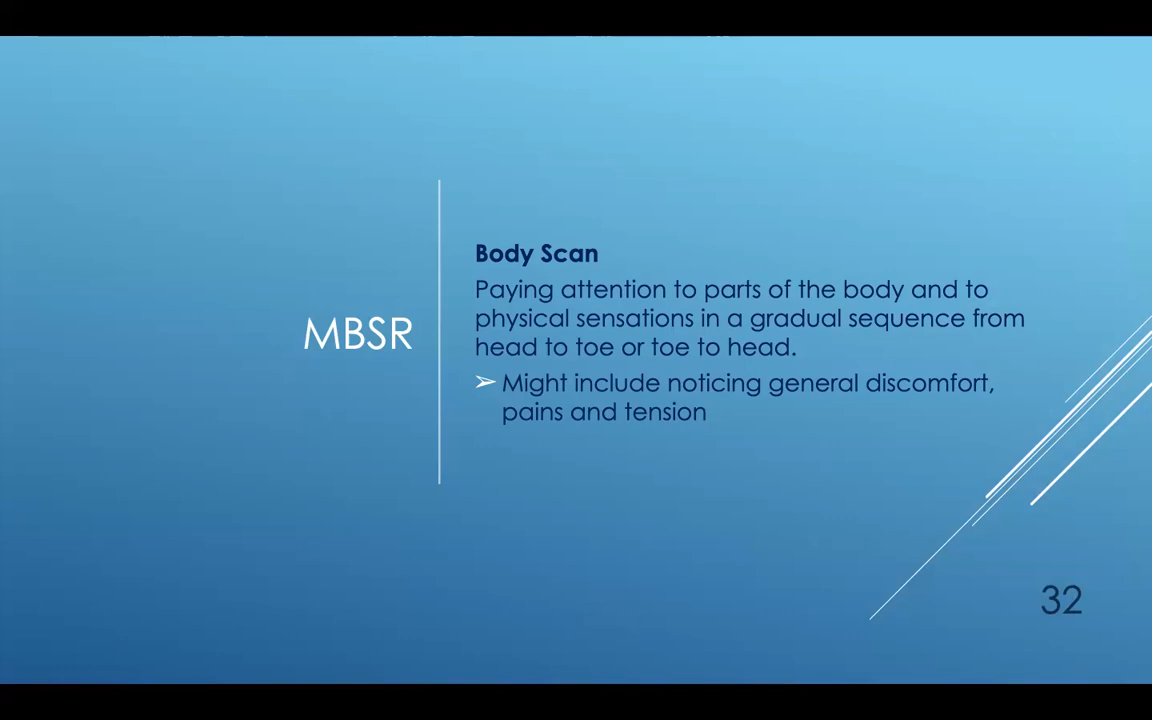 MBSR
Body Scan
Paying attention to parts of the body and to
physical sensations in a gradual sequence from
head to toe or toe to head.
➢ Might include noticing general discomfort,
pains and tension
32